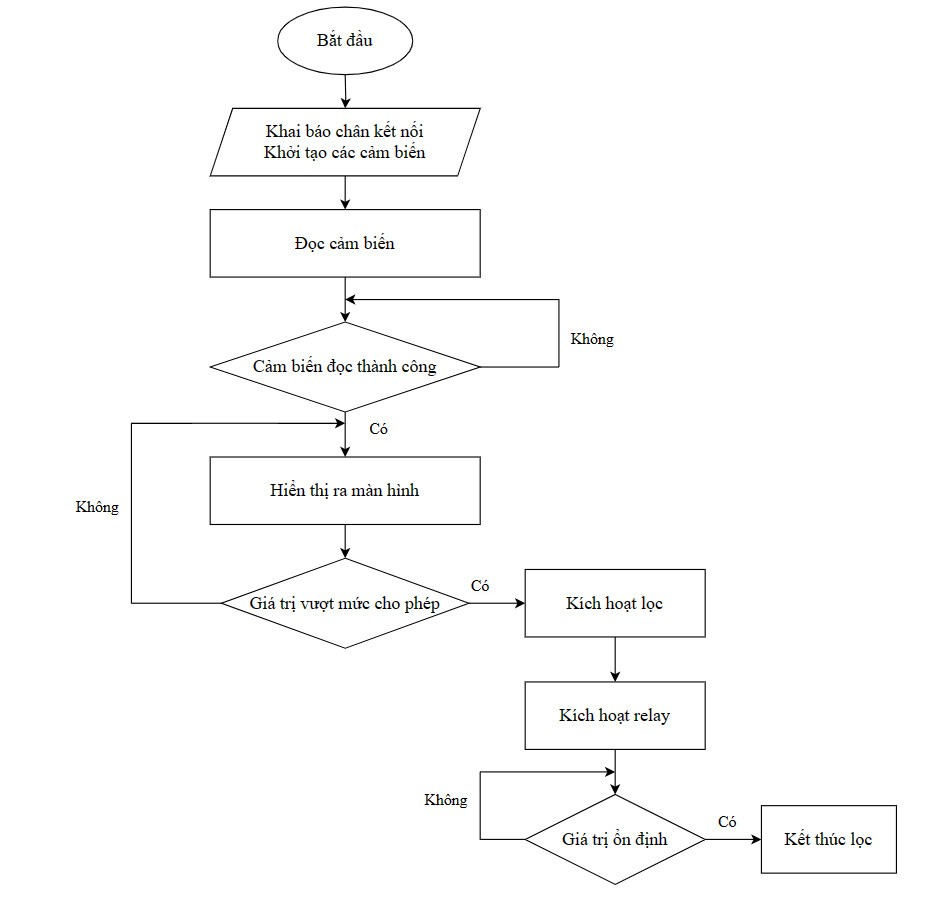 Bắt đầu
Khai báo chân kết nối
Khởi tạo các cảm biến
Đọc cảm biến
Không
Cảm biến đọc thành công
Có
Hiển thị ra màn hình
Không
Có
Giá trị vượt mức cho phép
Kích hoạt lọc
Kích hoạt relay
Không
Có
Giá trị ổn định
Kết thúc lọc